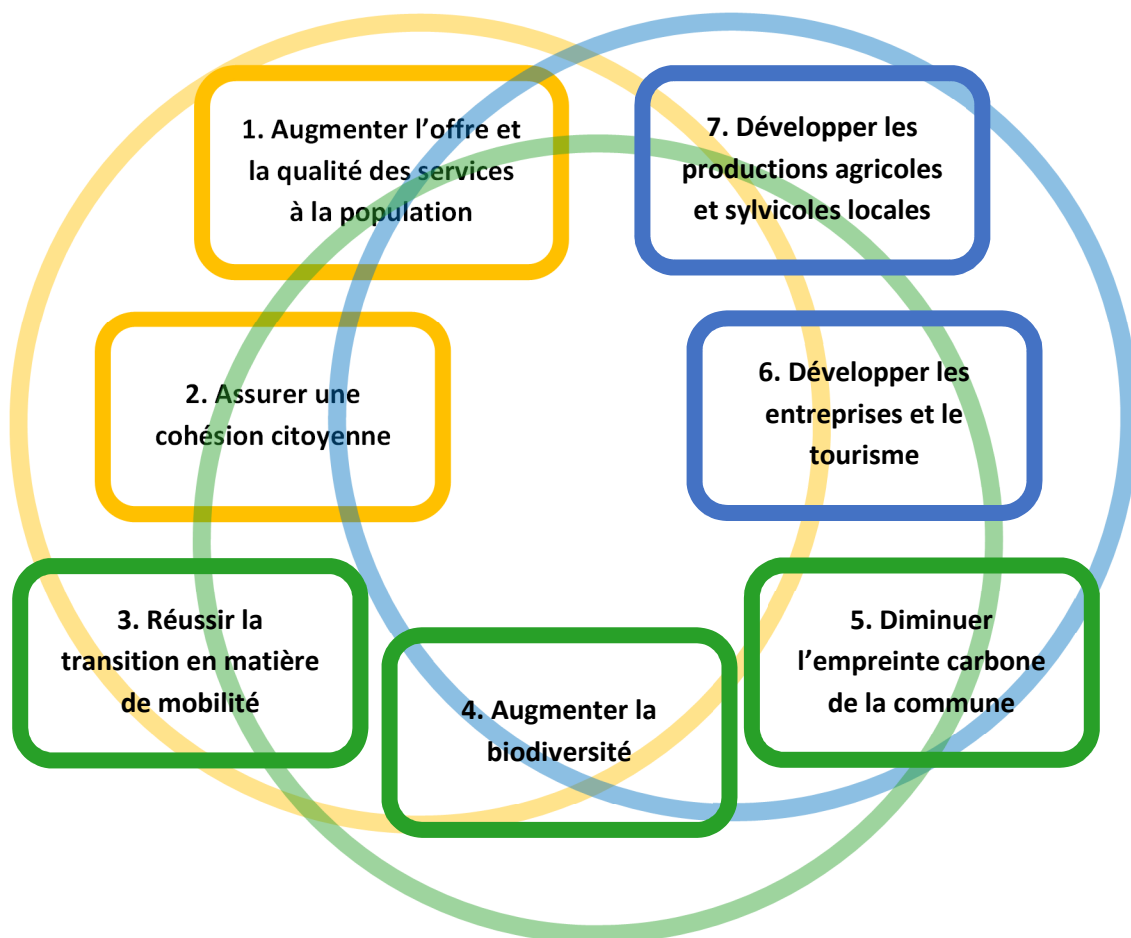 1. Augmenter l’offre et
la qualité des services
à la population
2. Assurer une
cohésion citoyenne
3. Réussir la
transition en matière
de mobilité
4. Augmenter la
biodiversité
5. Diminuer
l’empreinte carbone
de la commune
6. Développer les
entreprises et le
tourisme
7. Développer les
productions agricoles
et sylvicoles locales